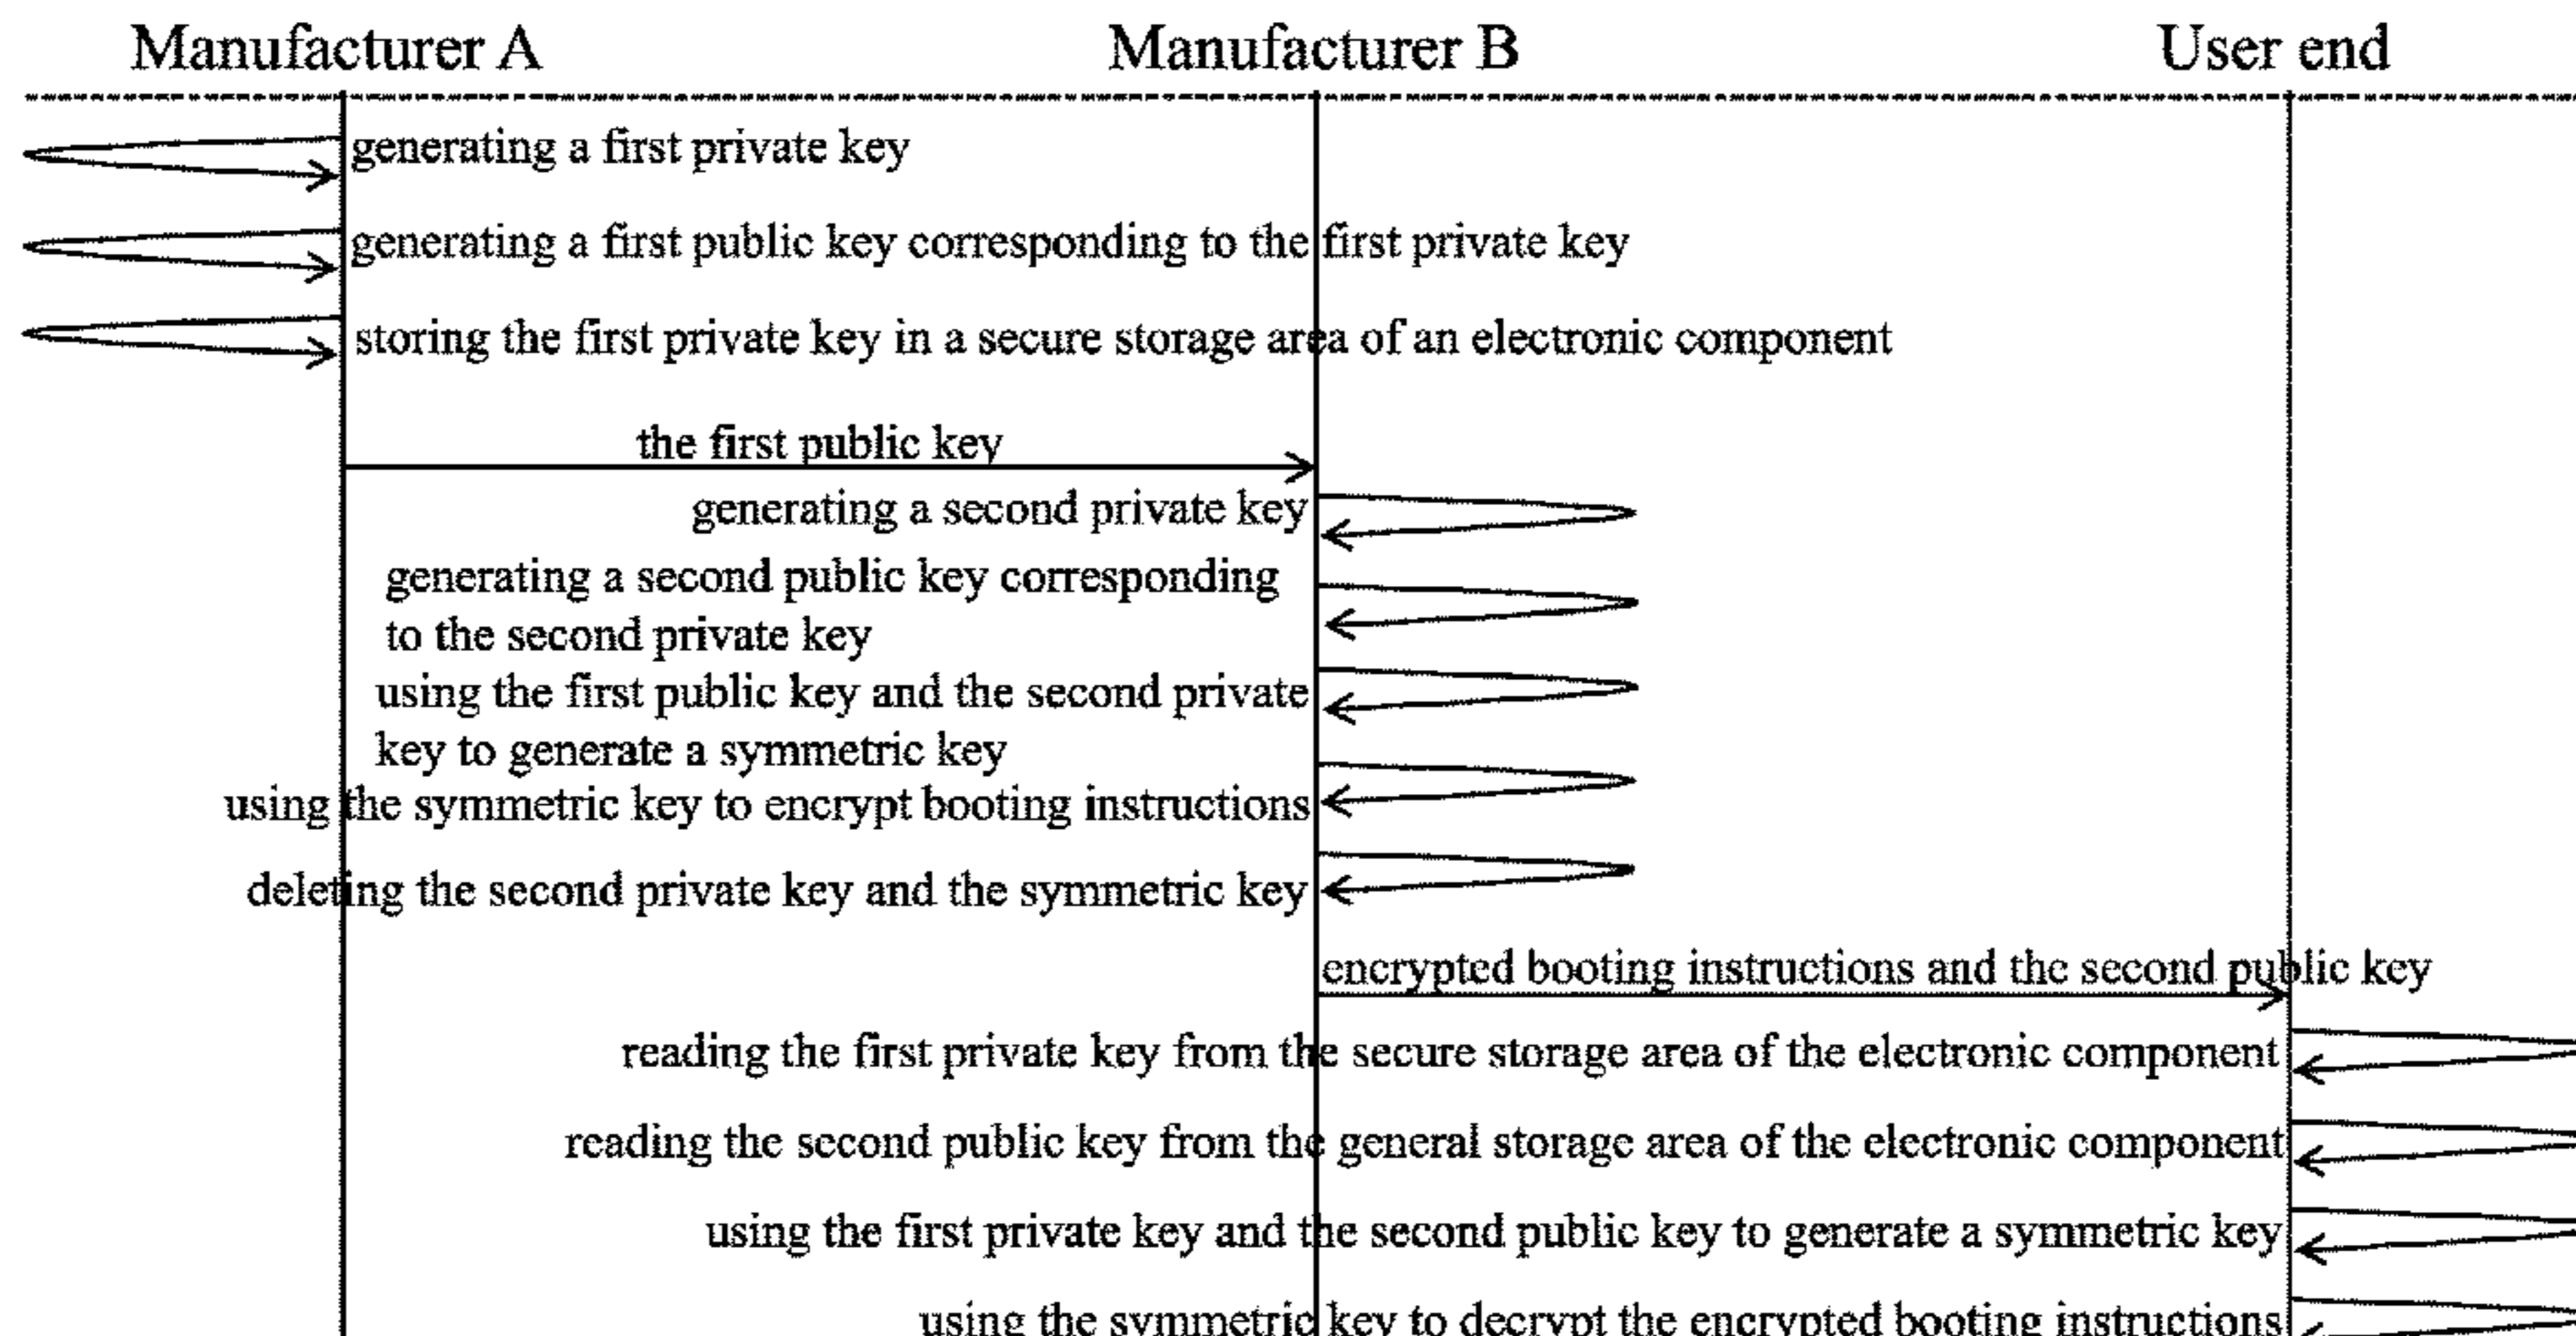 Manufacturer A
Manufacturer B
User end
generating a first private key
generating a first public key corresponding to the first private key
storing the first private key in a secure storage area of an electronic component
the first public key
generating a second private key
generating a second public key corresponding
to the second private key
using the first public key and the second private
key to generate a symmetric key
using the symmetric key to encrypt booting instructions
deleting the second private key and the symmetric key
encrypted booting instructions and the second public key
reading the first private key from the secure storage area of the electronic component
reading the second public key from the general storage area of the electronic component
using the first private key and the second public key to generate a symmetric key
using the symmetric key to decrypt the encrypted booting instructions